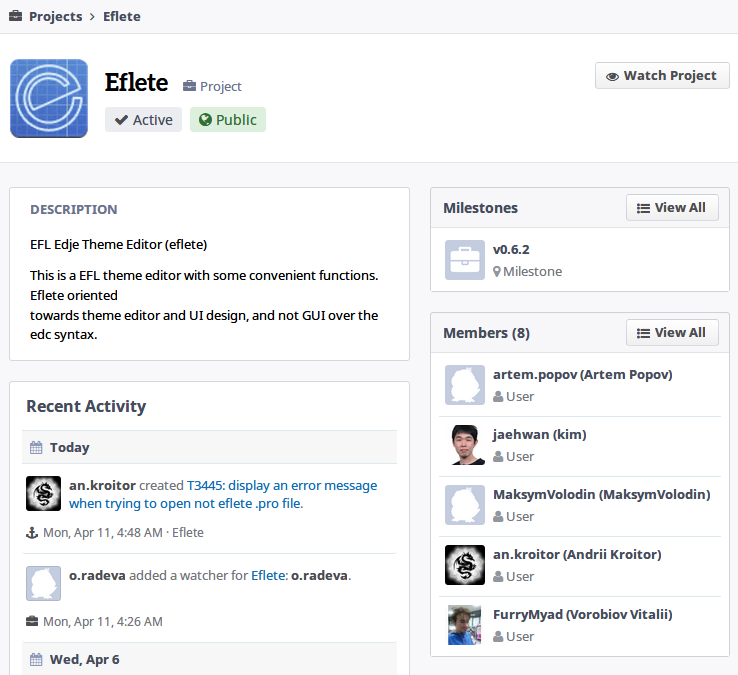 Projects > Eflete
Eflete Project
Watch Project
Active Public
DESCRIPTION
EFL Edje Theme Editor (eflete)
This is a EFL theme editor with some convenient functions.
Eflete oriented
towards theme editor and UI design, and not GUI over the
edc syntax.
Recent Activity
Today
an.kroitor created T3445: display an error message
when trying to open not eflete .pro file.
Mon, Apr 11, 4:48 AM · Eflete
o.radeva added a watcher for Eflete: o.radeva.
Mon, Apr 11, 4:26 AM
Wed, Apr 6
Milestones View All
v0.6.2
Milestone
Members (8) View All
artem.popov (Artem Popov)
User
jaehwan (kim)
User
MaksymVolodin (MaksymVolodin)
User
an.kroitor (Andrii Kroitor)
User
FurryMyad (Vorobiov Vitalii)
User